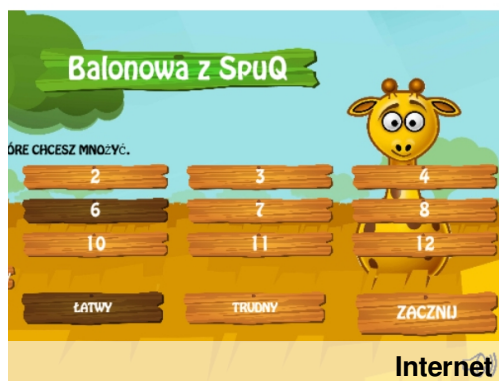 Balonowa z SpuQ
ÓRE CHCESZ MNOŻYĆ.
2 3 4
6 7 8
10 11 12
ŁATWY TRUDNY ZACZNIJ
Internet